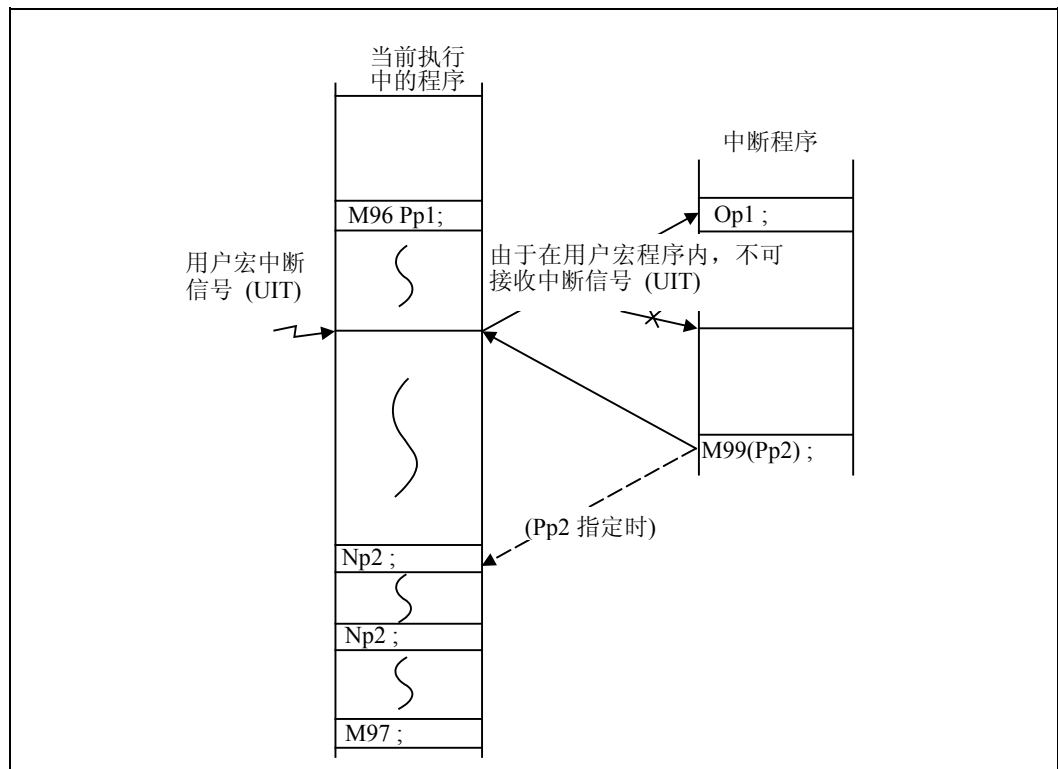 当前执行
中的程序
中断程序
M96 Pp1;
Op1 ;
用户宏中断
信号 (UIT)
由于在用户宏程序内，不可
接收中断信号 (UIT)
M99(Pp2) ;
(Pp2 指定时)
Np2 ;
Np2 ;
M97 ;